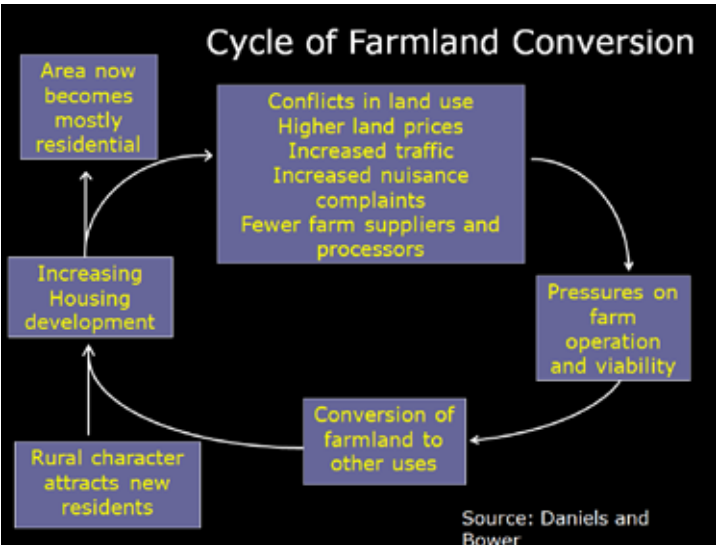 Cycle of Farmland Conversion
Area now
becomes
mostly
residential
Conflicts in land use
Higher land prices
Increased traffic
Increased nuisance
complaints
Fewer farm suppliers and
processors
Increasing
Housing
development
Pressures on
farm
operation
and viability
Conversion of
farmland to
other uses
Rural character
attracts new
residents
Source: Daniels and
Bower